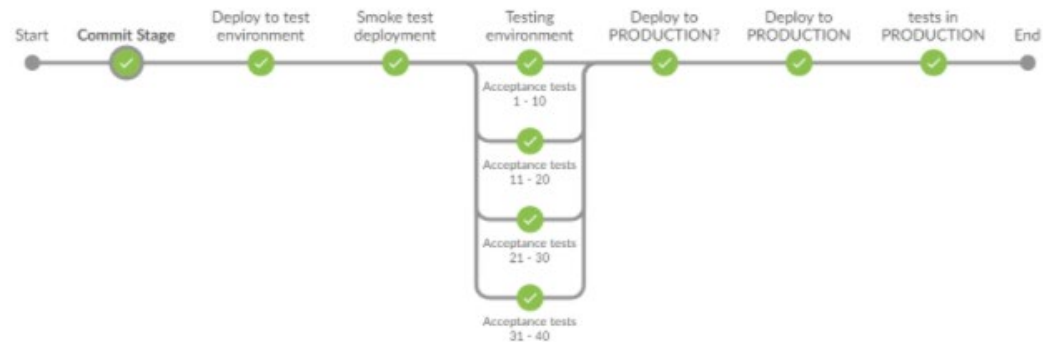 Start
Commit Stage
Deploy to test
environment
Smoke test
deployment
Testing
environment
Deploy to
PRODUCTION?
Deploy to
PRODUCTION
tests in
PRODUCTION
End
Acceptance tests
1 - 10
Acceptance tests
11 - 20
Acceptance tests
21 - 30
Acceptance tests
31 - 40